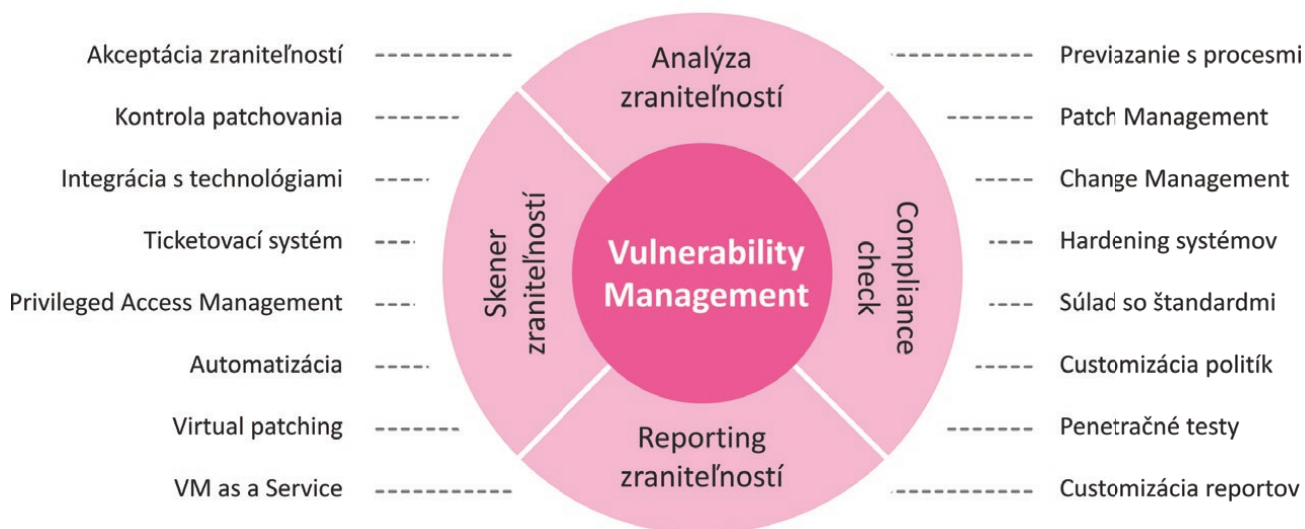 Akceptácia zraniteľností
Kontrola patchovania
Integrácia s technológiami
Ticketovací systém
Privileged Access Management
Automatizácia
Virtual patching
VM as a Service
Analýza
zraniteľností
Skener
zraniteľností
Vulnerability
Management
Compliance
check
Reporting
zraniteľností
Previazanie s procesmi
Patch Management
Change Management
Hardening systémov
Súlad so štandardmi
Customizácia politík
Penetračné testy
Customizácia reportov